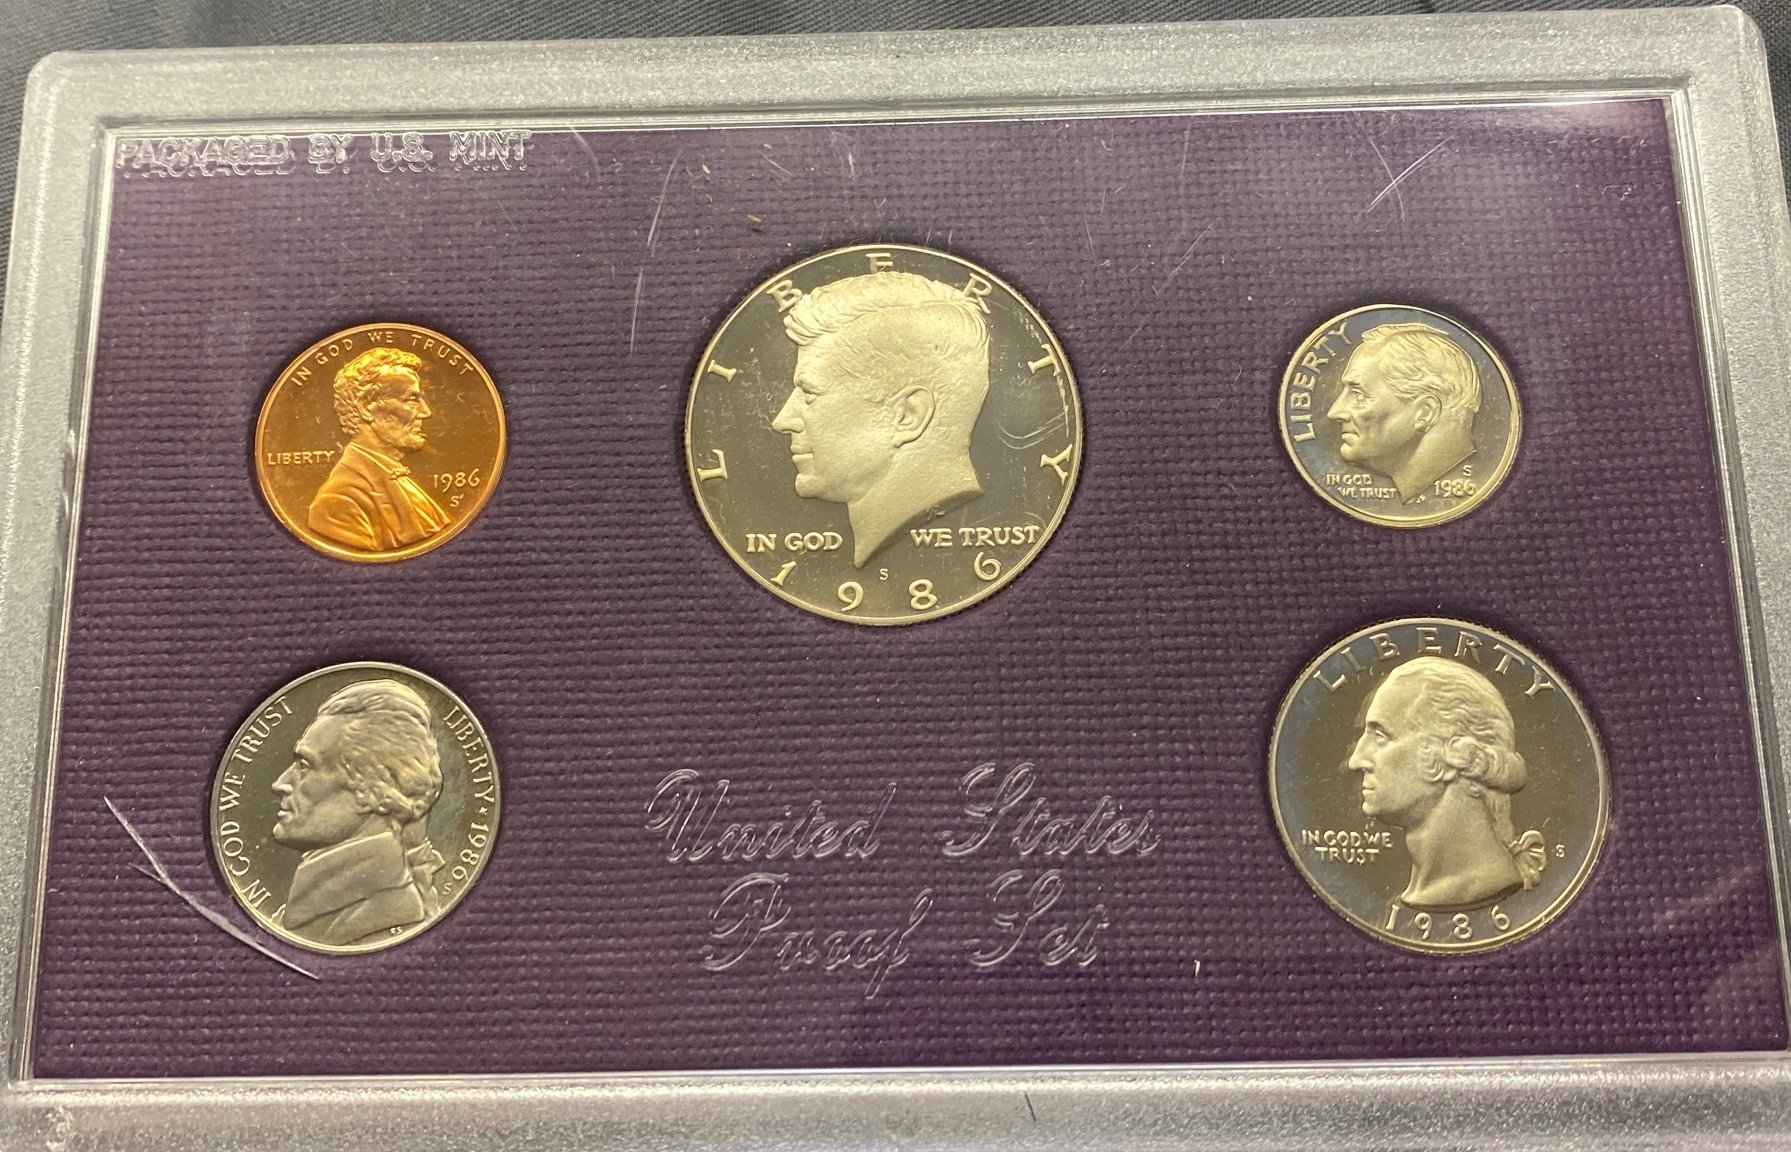 PACKAGED BY U.S. MINT
IN GOD WE TRUST
LIBERTY
1986
S
LIBERTY
IN GOD WE TRUST
S
1986
LIBERTY
IN GOD
WE TRUST
S
1986
IN GOD WE TRUST
LIBERTY ★ 1986
S
FS
United States
Proof Set
LIBERTY
IN GOD WE
TRUST
S
1986